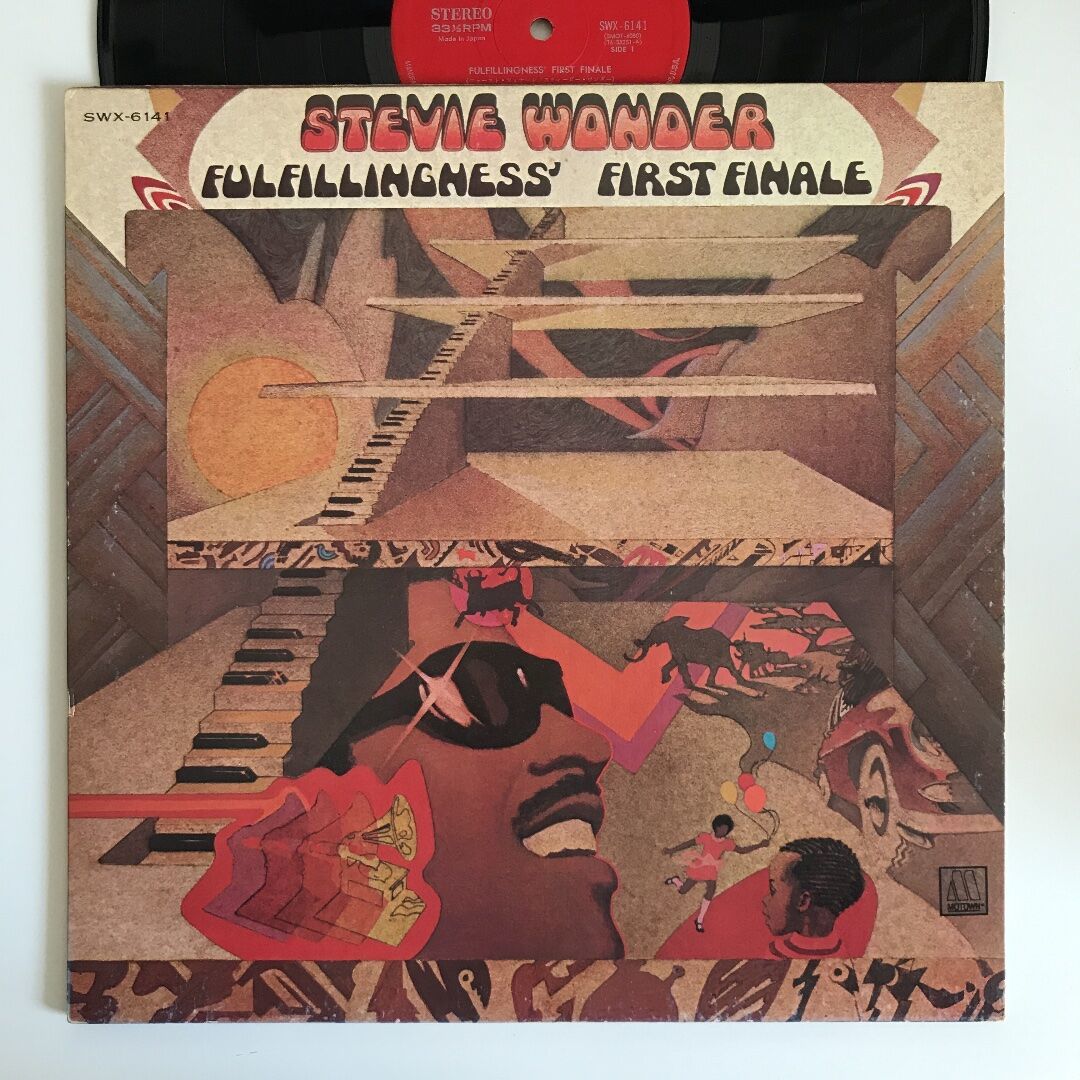 STEREO
33⅓RPM
Made in Japan
SWX-6141
SIDE 1
FULFILLINGNESS' FIRST FINALE
SWX-6141
STEVIE WONDER
FULFILLINGNESS' FIRST FINALE
MOTOWN